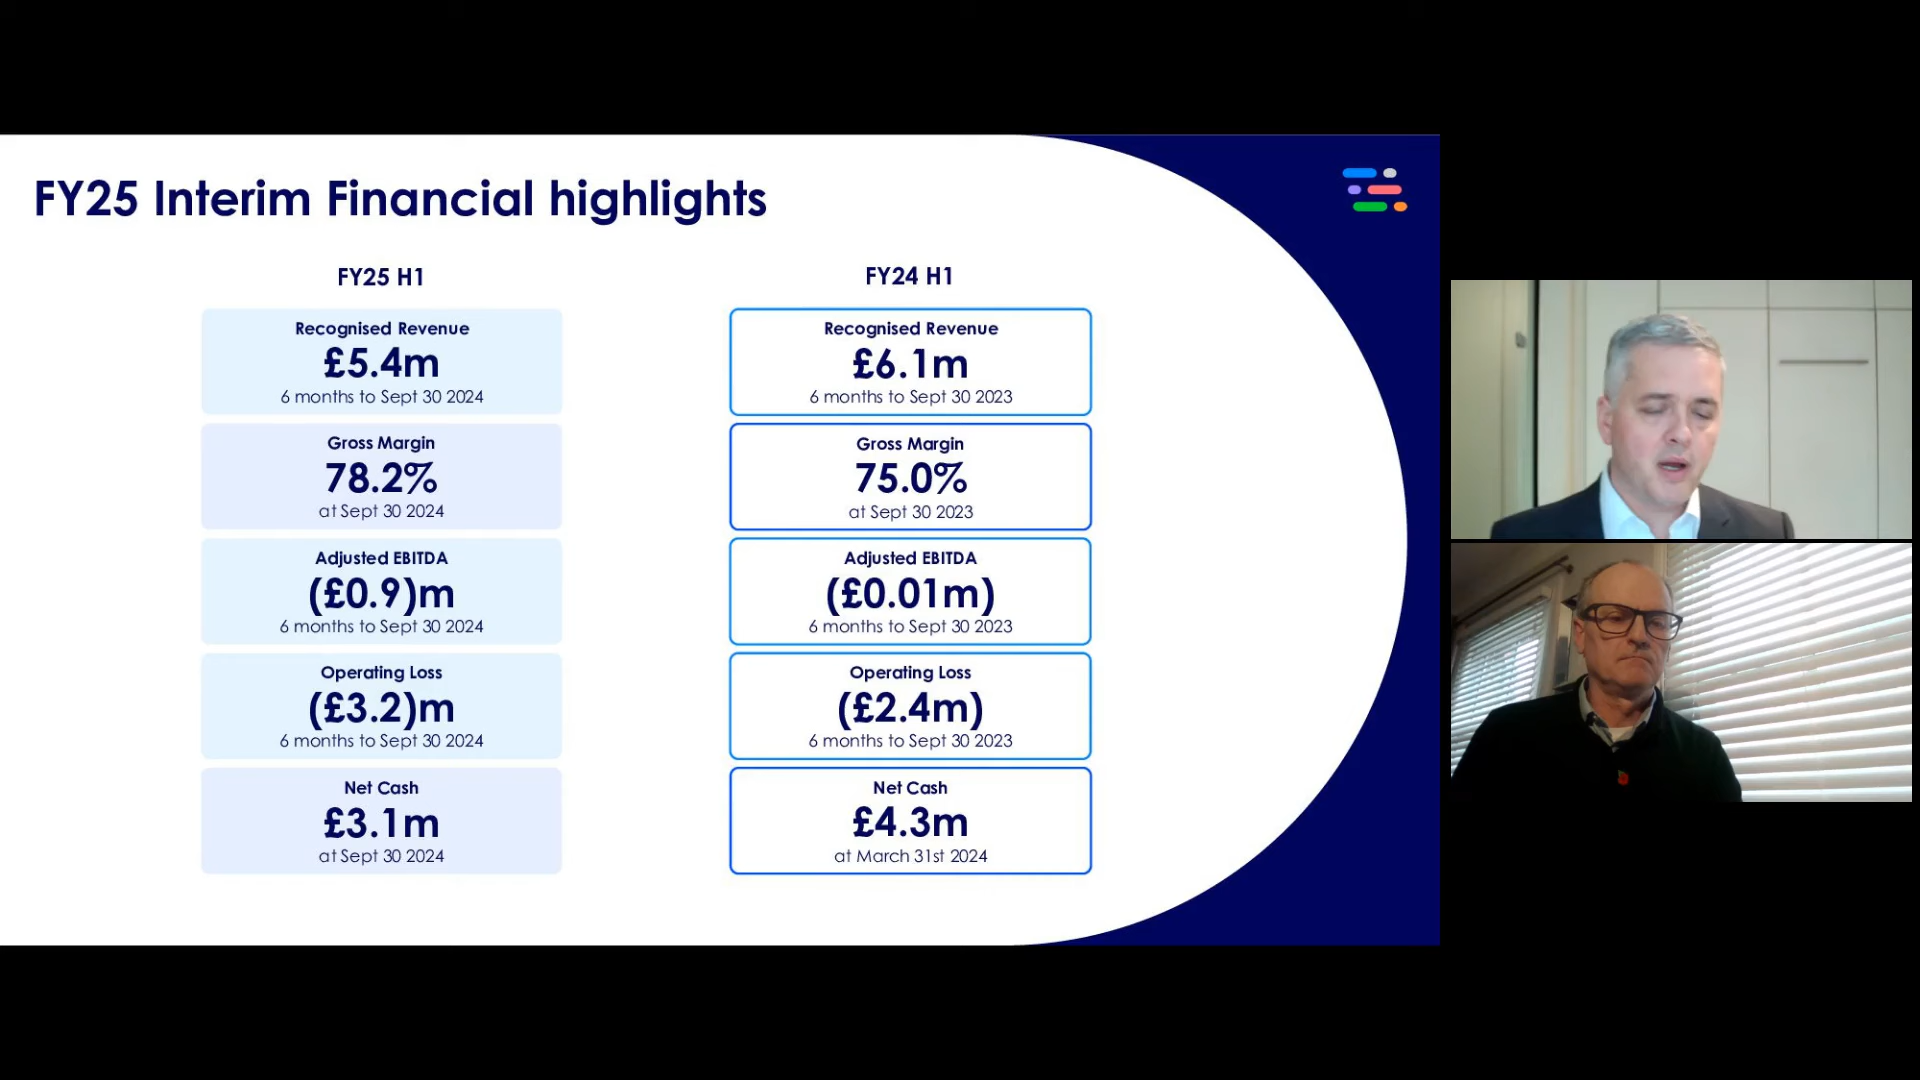 FY25 Interim Financial highlights
FY25 H1
Recognised Revenue
£5.4m
6 months to Sept 30 2024
Gross Margin
78.2%
at Sept 30 2024
Adjusted EBITDA
(£0.9)m
6 months to Sept 30 2024
Operating Loss
(£3.2)m
6 months to Sept 30 2024
Net Cash
£3.1m
at Sept 30 2024
FY24 H1
Recognised Revenue
£6.1m
6 months to Sept 30 2023
Gross Margin
75.0%
at Sept 30 2023
Adjusted EBITDA
(£0.01m)
6 months to Sept 30 2023
Operating Loss
(£2.4m)
6 months to Sept 30 2023
Net Cash
£4.3m
at March 31st 2024